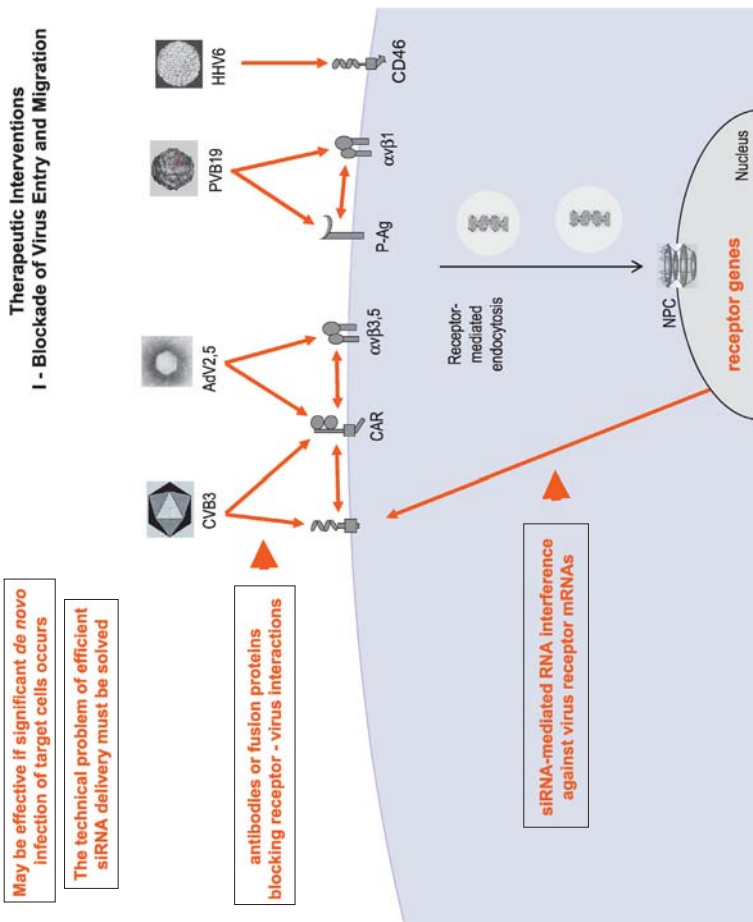 Therapeutic Interventions
I - Blockade of Virus Entry and Migration
May be effective if significant de novo
infection of target cells occurs
The technical problem of efficient
siRNA delivery must be solved
CVB3
AdV2,5
PVB19
HHV6
antibodies or fusion proteins
blocking receptor - virus interactions
CAR
αvβ3,5
P-Ag
αvβ1
CD46
Receptor-
mediated
endocytosis
siRNA-mediated RNA interference
against virus receptor mRNAs
NPC
receptor genes
Nucleus